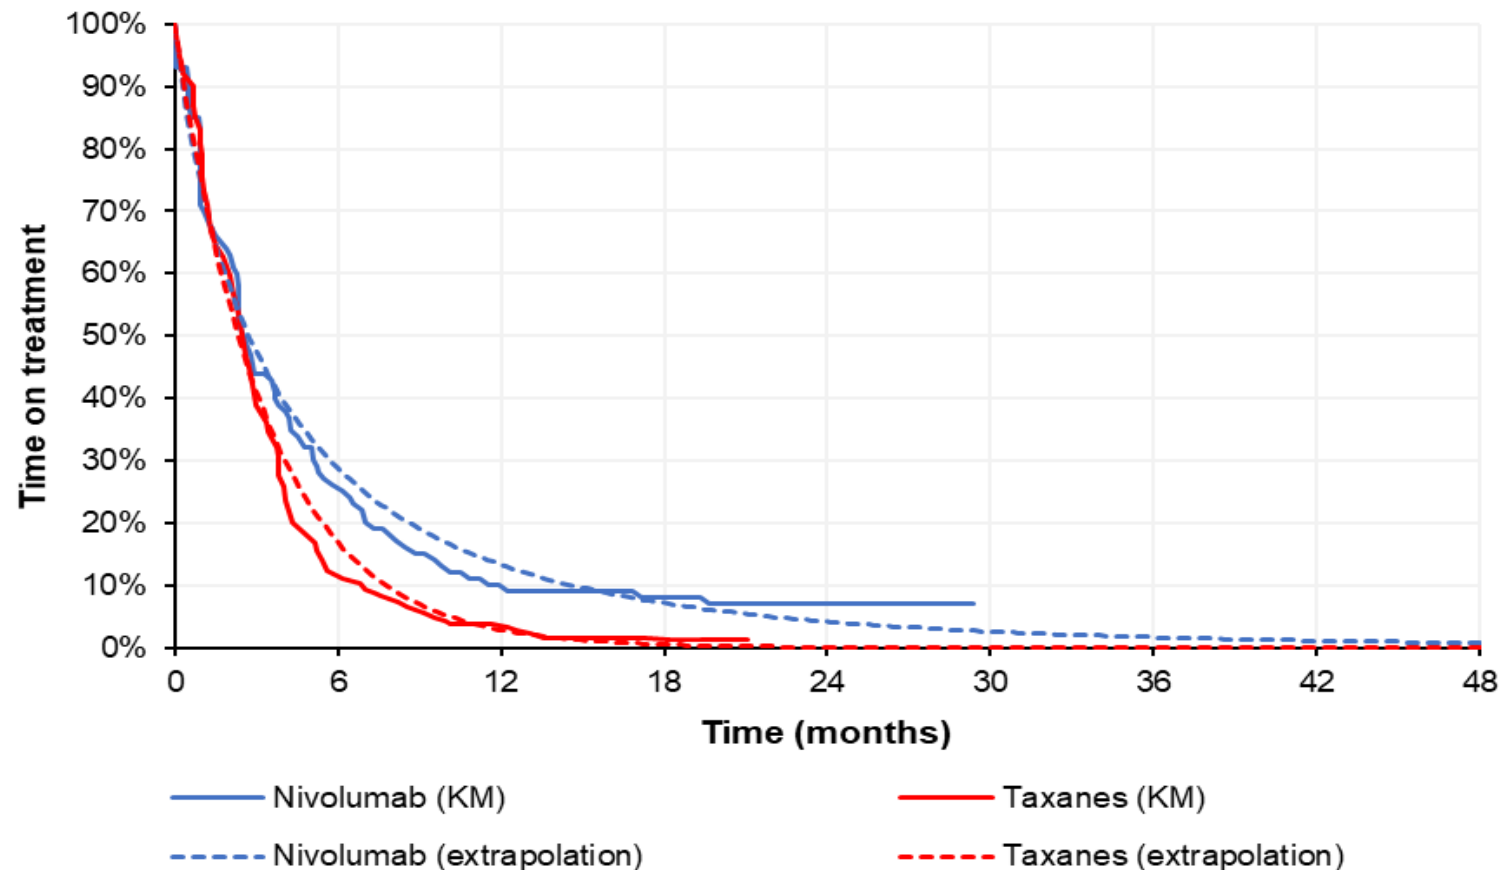 100%
90%
80%
70%
60%
50%
40%
30%
20%
10%
0%
Time on treatment
0 6 12 18 24 30 36 42 48
Time (months)
Nivolumab (KM) Taxanes (KM)
Nivolumab (extrapolation) Taxanes (extrapolation)